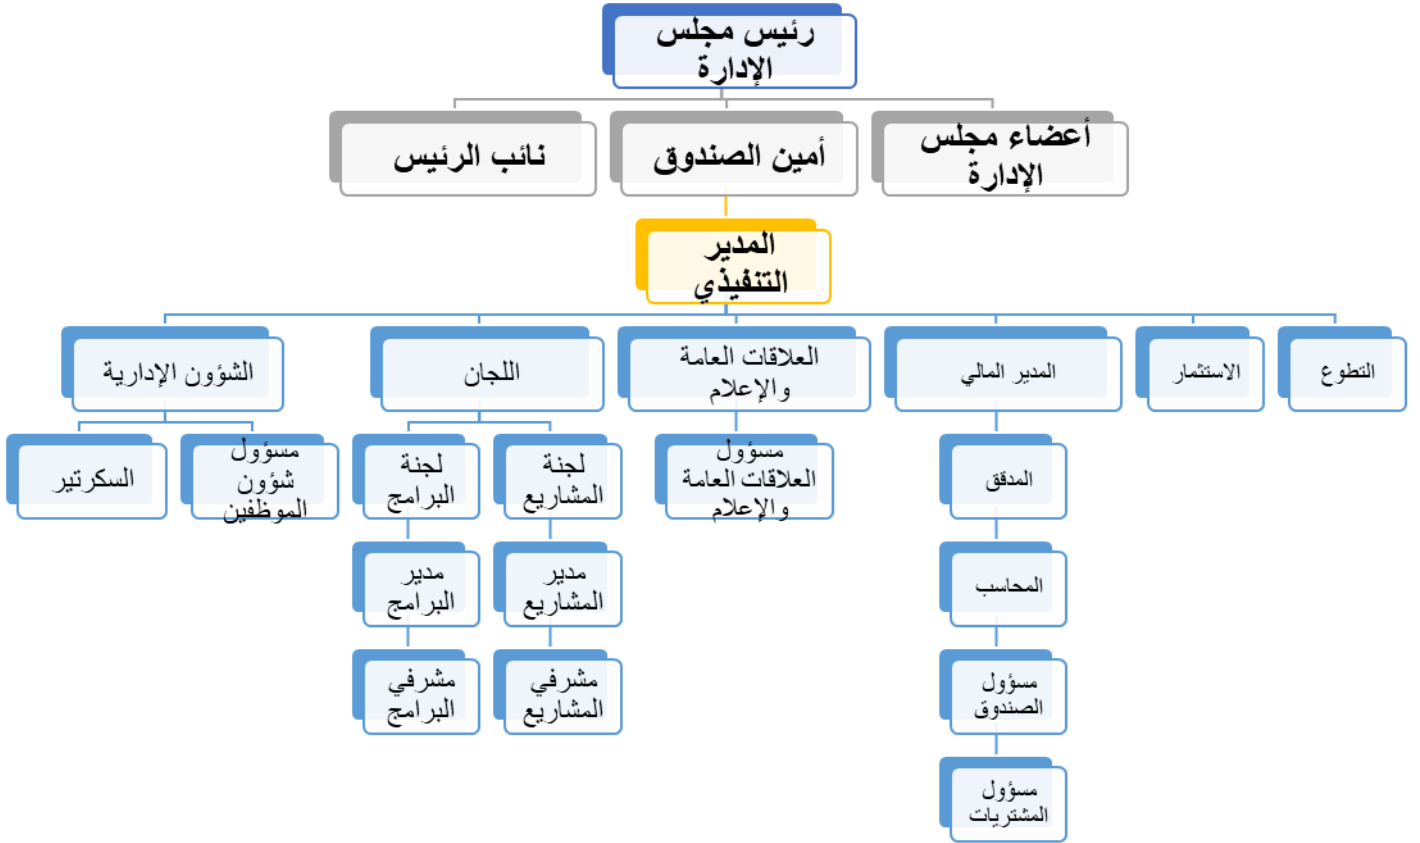 رئيس مجلس
الإدارة
أعضاء مجلس
الإدارة
أمين الصندوق
نائب الرئيس
المدير
التنفيذي
التطوع
الاستثمار
المدير المالي
العلاقات العامة
والإعلام
اللجان
الشؤون الإدارية
المدقق
مسؤول
العلاقات العامة
والإعلام
لجنة
المشاريع
لجنة
البرامج
مسؤول
شؤون
الموظفين
السكرتير
المحاسب
مدير
المشاريع
مدير
البرامج
مسؤول
الصندوق
مشرفي
المشاريع
مشرفي
البرامج
مسؤول
المشتريات